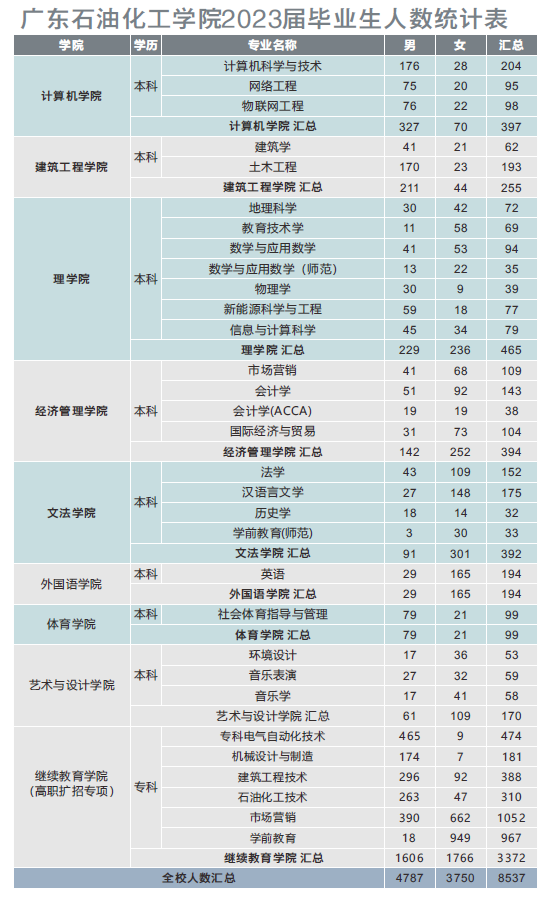 广东石油化工学院2023届毕业生人数统计表
学院 学历 专业名称 男 女 汇总
计算机学院 本科 计算机科学与技术 176 28 204
网络工程 75 20 95
物联网工程 76 22 98
计算机学院 汇总 327 70 397
建筑工程学院 本科 建筑学 41 21 62
土木工程 170 23 193
建筑工程学院 汇总 211 44 255
理学院 本科 地理科学 30 42 72
教育技术学 11 58 69
数学与应用数学 41 53 94
数学与应用数学（师范） 13 22 35
物理学 30 9 39
新能源科学与工程 59 18 77
信息与计算科学 45 34 79
理学院 汇总 229 236 465
经济管理学院 本科 市场营销 41 68 109
会计学 51 92 143
会计学(ACCA) 19 19 38
国际经济与贸易 31 73 104
经济管理学院 汇总 142 252 394
文法学院 本科 法学 43 109 152
汉语言文学 27 148 175
历史学 18 14 32
学前教育(师范) 3 30 33
文法学院 汇总 91 301 392
外国语学院 本科 英语 29 165 194
外国语学院 汇总 29 165 194
体育学院 本科 社会体育指导与管理 79 21 99
体育学院 汇总 79 21 99
艺术与设计学院 本科 环境设计 17 36 53
音乐表演 27 32 59
音乐学 17 41 58
艺术与设计学院 汇总 61 109 170
继续教育学院
（高职扩招专项） 专科 专科电气自动化技术 465 9 474
机械设计与制造 174 7 181
建筑工程技术 296 92 388
石油化工技术 263 47 310
市场营销 390 662 1052
学前教育 18 949 967
继续教育学院 汇总 1606 1766 3372
全校人数汇总 4787 3750 8537